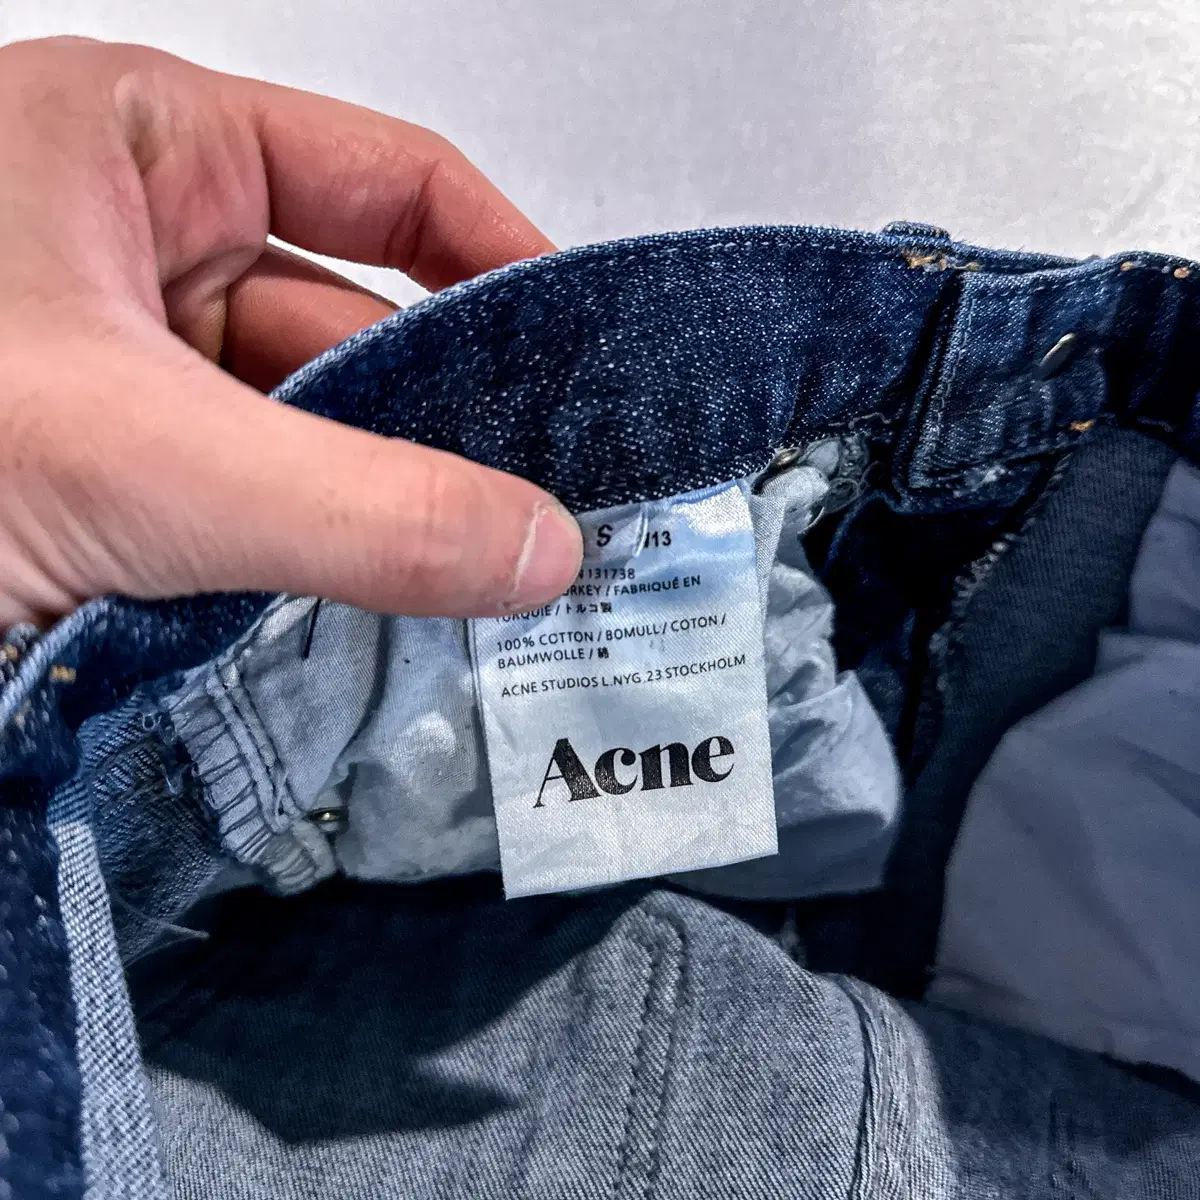 S /13
N131738
RKEY / FABRIQUÉ EN
TURQUIE / トルコ製
100% COTTON / BOMULL / COTON /
BAUMWOLLE / 綿
ACNE STUDIOS L.NYG.23 STOCKHOLM
Acne